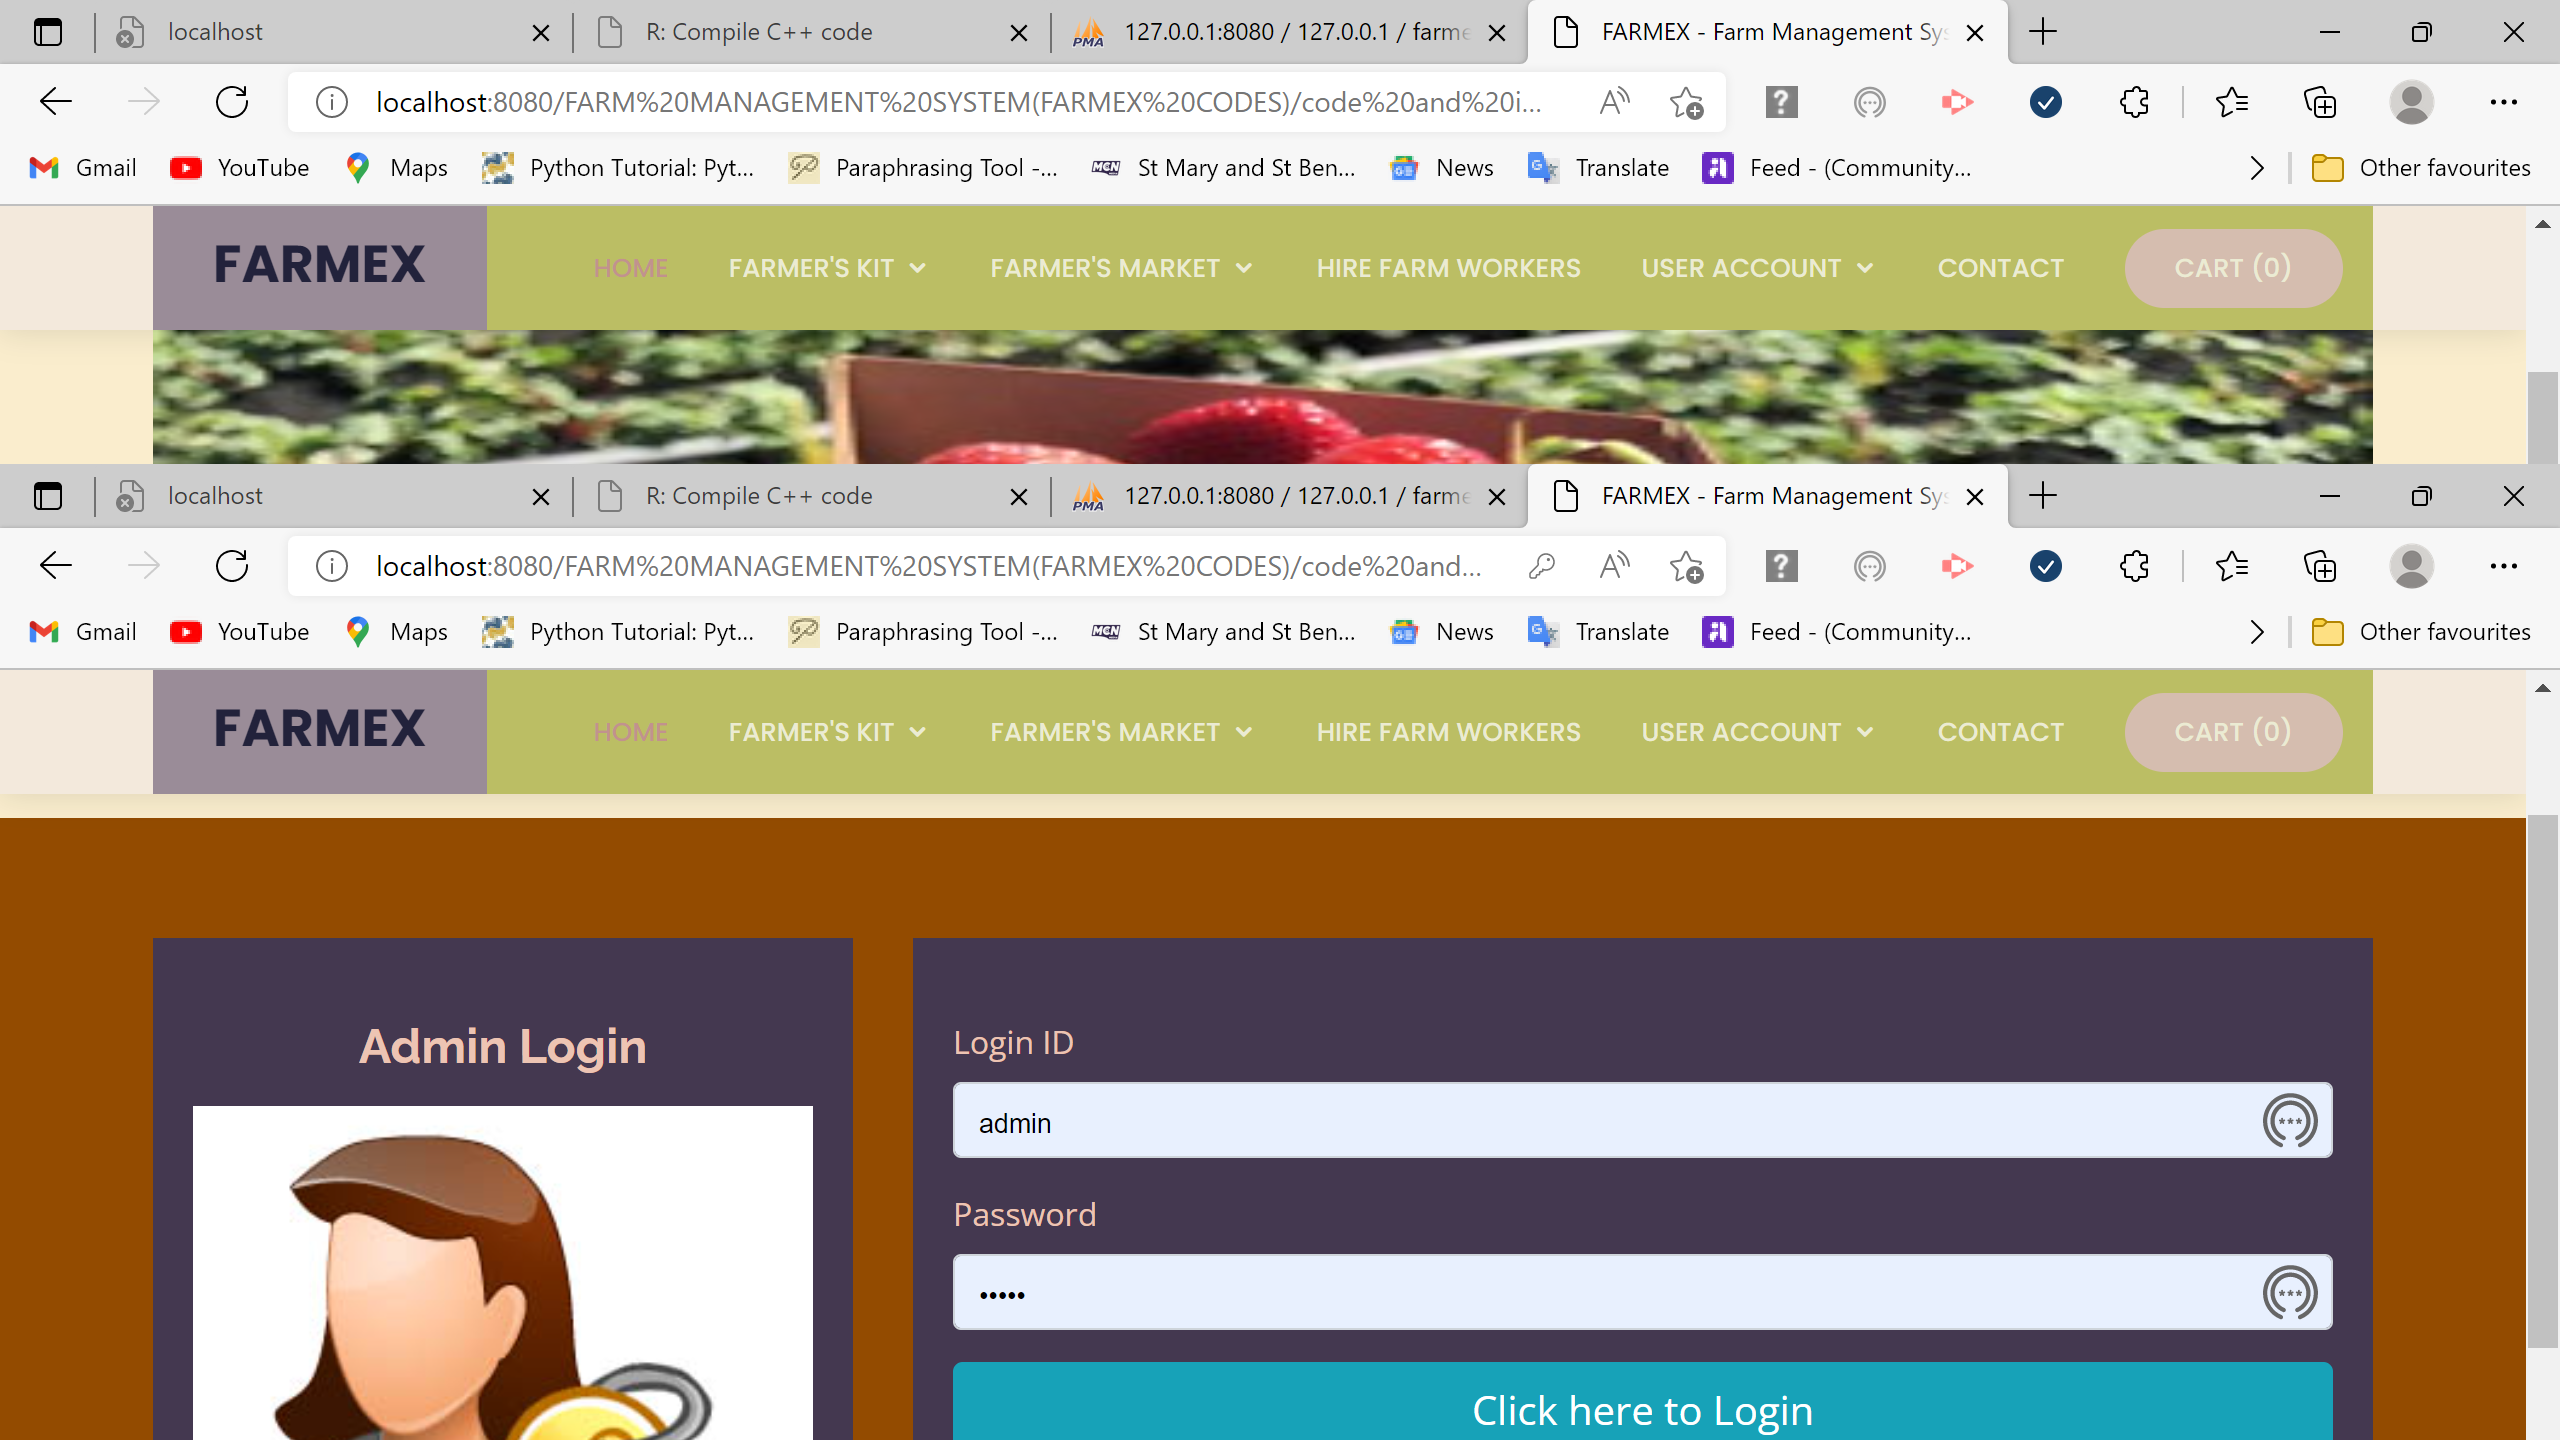 localhost
R: Compile C++ code
127.0.0.1:8080 / 127.0.0.1 / farme
FARMEX - Farm Management Sys
localhost:8080/FARM%20MANAGEMENT%20SYSTEM(FARMEX%20CODES)/code%20and%20i...
Gmail
YouTube
Maps
Python Tutorial: Pyt...
Paraphrasing Tool -...
St Mary and St Ben...
News
Translate
Feed - (Community...
Other favourites
FARMEX
HOME
FARMER'S KIT
FARMER'S MARKET
HIRE FARM WORKERS
USER ACCOUNT
CONTACT
CART (0)
localhost
R: Compile C++ code
127.0.0.1:8080 / 127.0.0.1 / farme
FARMEX - Farm Management Sys
localhost:8080/FARM%20MANAGEMENT%20SYSTEM(FARMEX%20CODES)/code%20and...
Gmail
YouTube
Maps
Python Tutorial: Pyt...
Paraphrasing Tool -...
St Mary and St Ben...
News
Translate
Feed - (Community...
Other favourites
FARMEX
HOME
FARMER'S KIT
FARMER'S MARKET
HIRE FARM WORKERS
USER ACCOUNT
CONTACT
CART (0)
Admin Login
Login ID
admin
Password
•••••
Click here to Login